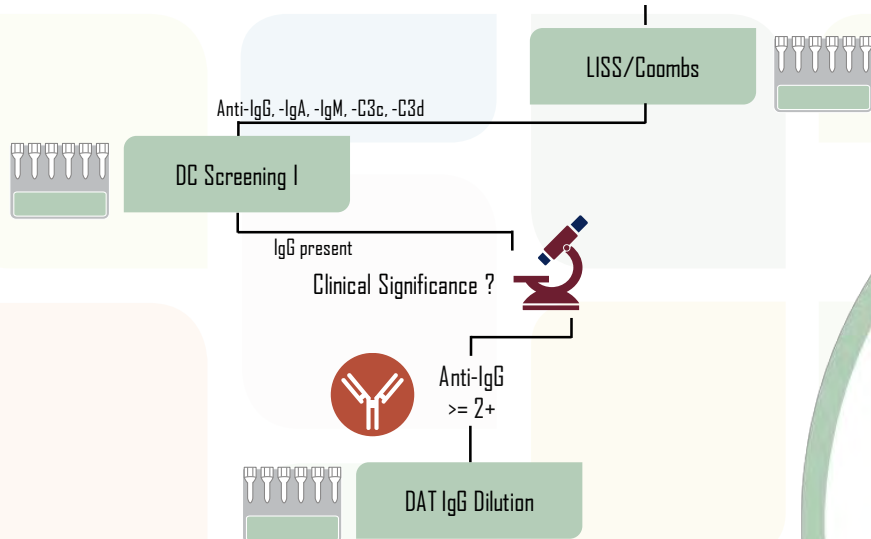 LISS/Coombs
Anti-IgG, -IgA, -IgM, -C3c, -C3d
DC Screening I
IgG present
Clinical Significance ?
Anti-IgG
>= 2+
DAT IgG Dilution